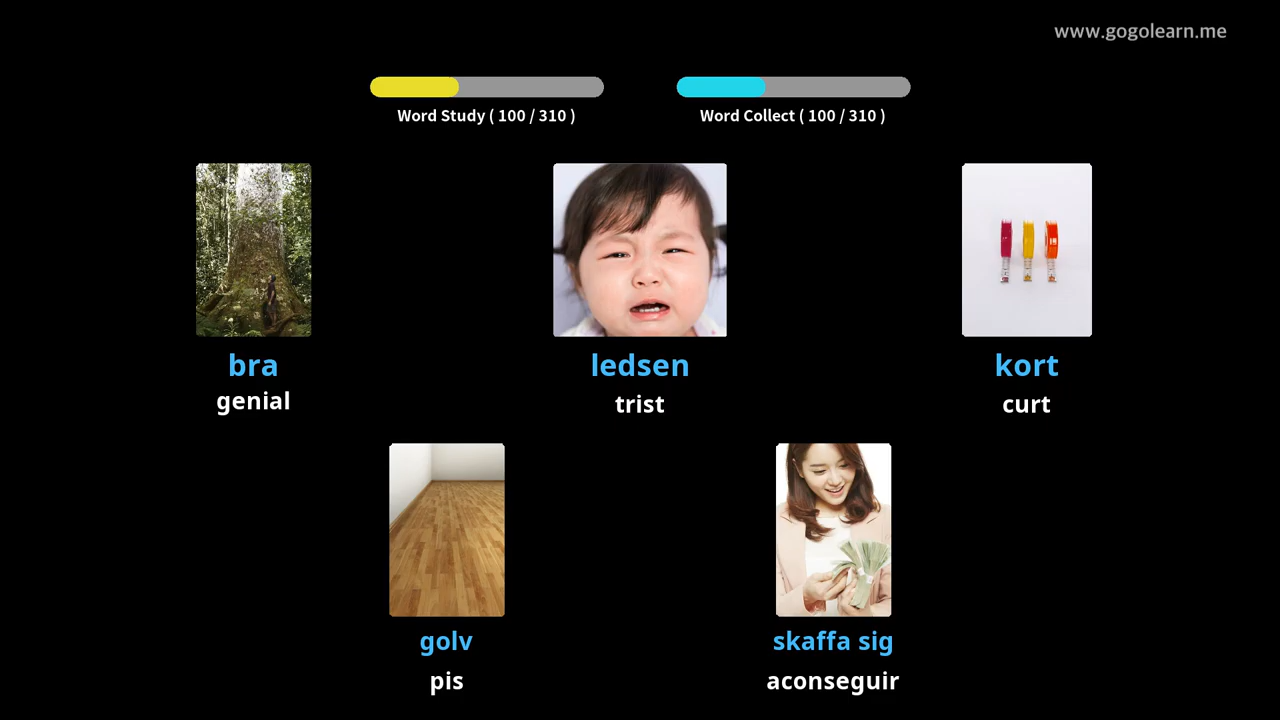 www.gogolearn.me
Word Study ( 100 / 310 )
Word Collect ( 100 / 310 )
bra
genial
ledsen
trist
kort
curt
golv
pis
skaffa sig
aconseguir